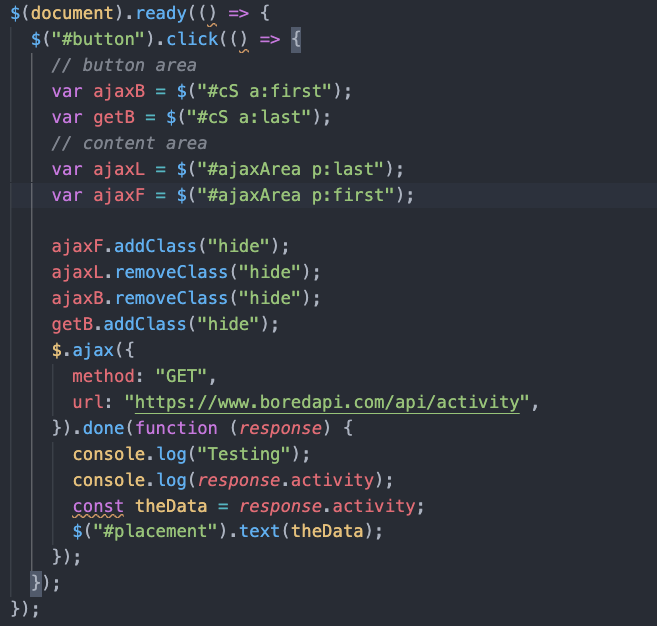 $(document).ready(() => {
  $("#button").click(() => {
    // button area
    var ajaxB = $("#cS a:first");
    var getB = $("#cS a:last");
    // content area
    var ajaxL = $("#ajaxArea p:last");
    var ajaxF = $("#ajaxArea p:first");

    ajaxF.addClass("hide");
    ajaxL.removeClass("hide");
    ajaxB.removeClass("hide");
    getB.addClass("hide");
    $.ajax({
      method: "GET",
      url: "https://www.boredapi.com/api/activity",
    }).done(function (response) {
      console.log("Testing");
      console.log(response.activity);
      const theData = response.activity;
      $("#placement").text(theData);
    });
  });
});